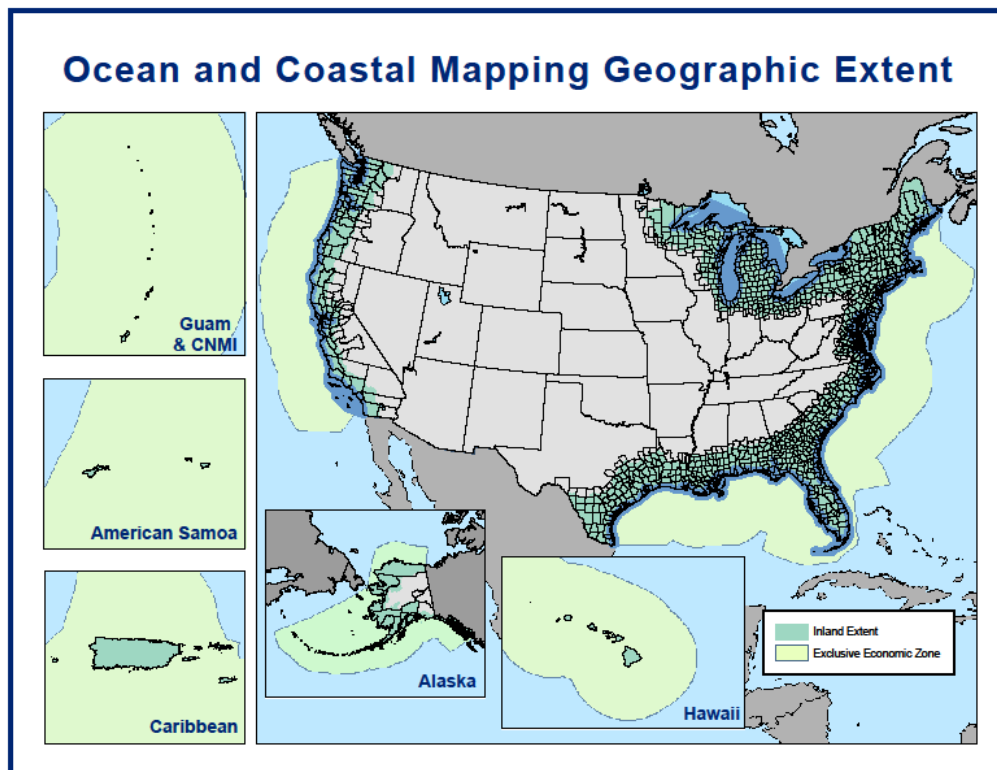 Ocean and Coastal Mapping Geographic Extent
Guam
& CNMI
American Samoa
Caribbean
Alaska
Hawaii
Inland Extent
Exclusive Economic Zone